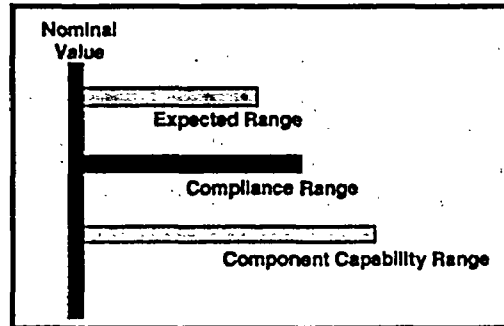 Nominal
Value
Expected Range
Compliance Range
Component Capability Range